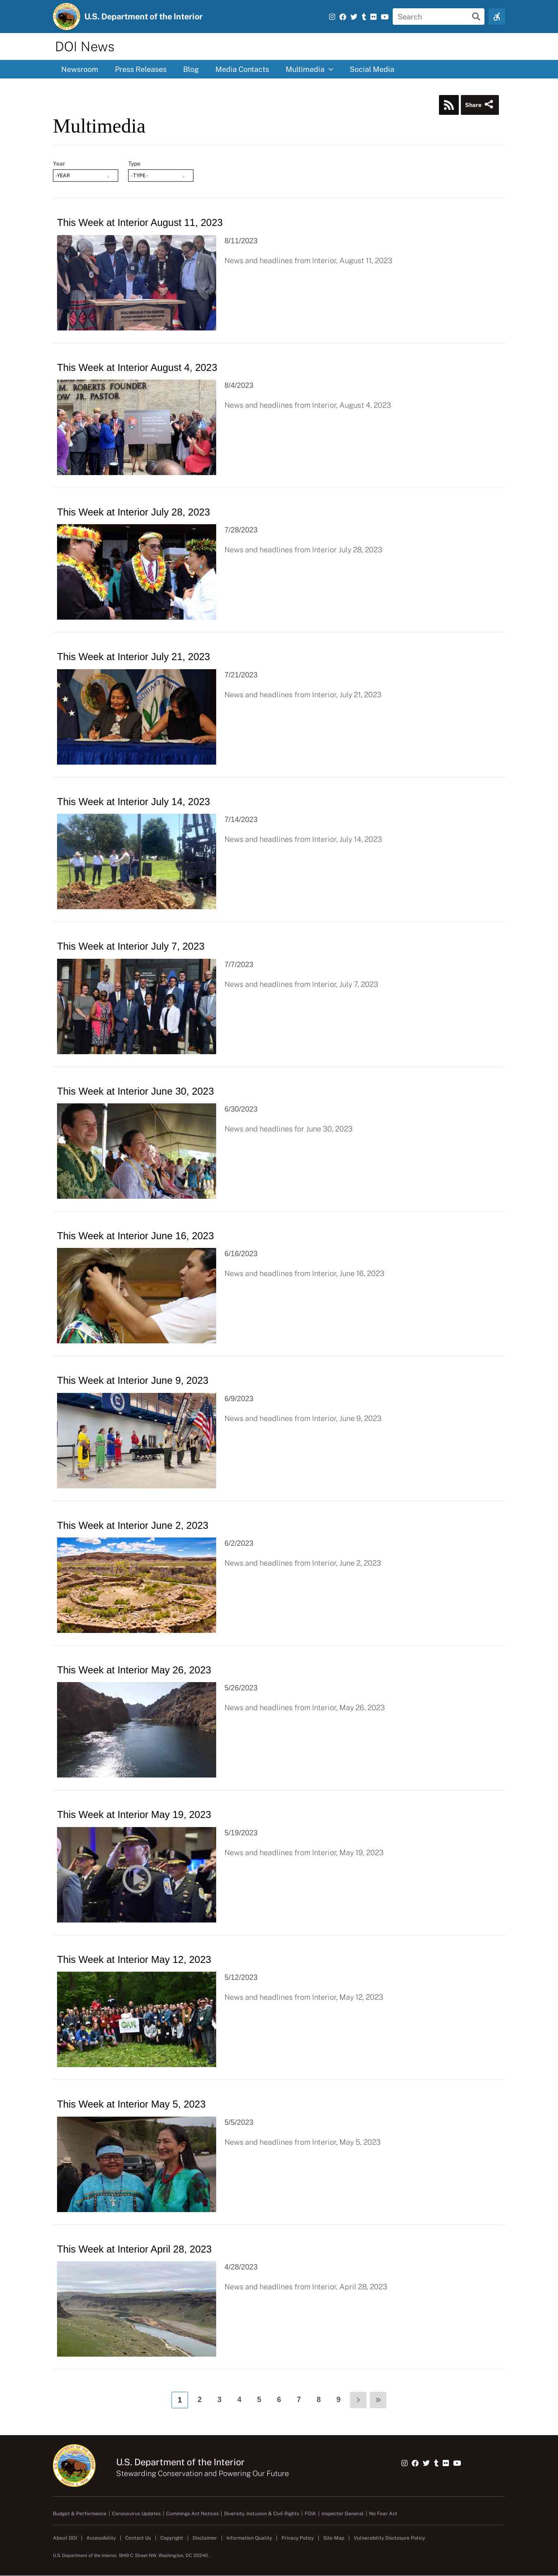 U.S. Department of the Interior
Search
DOI News
Newsroom Press Releases Blog Media Contacts Multimedia Social Media
Share
Multimedia
Year Type
-YEAR - TYPE -
This Week at Interior August 11, 2023
8/11/2023
News and headlines from Interior, August 11, 2023
This Week at Interior August 4, 2023
M. ROBERTS FOUNDER
OW JR. PASTOR
8/4/2023
News and headlines from Interior, August 4, 2023
This Week at Interior July 28, 2023
7/28/2023
News and headlines from Interior July 28, 2023
This Week at Interior July 21, 2023
7/21/2023
News and headlines from Interior, July 21, 2023
This Week at Interior July 14, 2023
7/14/2023
News and headlines from Interior, July 14, 2023
This Week at Interior July 7, 2023
7/7/2023
News and headlines from Interior, July 7, 2023
This Week at Interior June 30, 2023
6/30/2023
News and headlines for June 30, 2023
This Week at Interior June 16, 2023
6/16/2023
News and headlines from Interior, June 16, 2023
This Week at Interior June 9, 2023
6/9/2023
News and headlines from Interior, June 9, 2023
This Week at Interior June 2, 2023
6/2/2023
News and headlines from Interior, June 2, 2023
This Week at Interior May 26, 2023
5/26/2023
News and headlines from Interior, May 26, 2023
This Week at Interior May 19, 2023
5/19/2023
News and headlines from Interior, May 19, 2023
This Week at Interior May 12, 2023
5/12/2023
News and headlines from Interior, May 12, 2023
This Week at Interior May 5, 2023
5/5/2023
News and headlines from Interior, May 5, 2023
This Week at Interior April 28, 2023
4/28/2023
News and headlines from Interior, April 28, 2023
1 2 3 4 5 6 7 8 9 › »
U.S. Department of the Interior
Stewarding Conservation and Powering Our Future
Budget & Performance | Coronavirus Updates | Cummings Act Notices | Diversity, Inclusion & Civil Rights | FOIA | Inspector General | No Fear Act
About DOI | Accessibility | Contact Us | Copyright | Disclaimer | Information Quality | Privacy Policy | Site Map | Vulnerability Disclosure Policy
U.S. Department of the Interior, 1849 C Street NW, Washington, DC 20240.